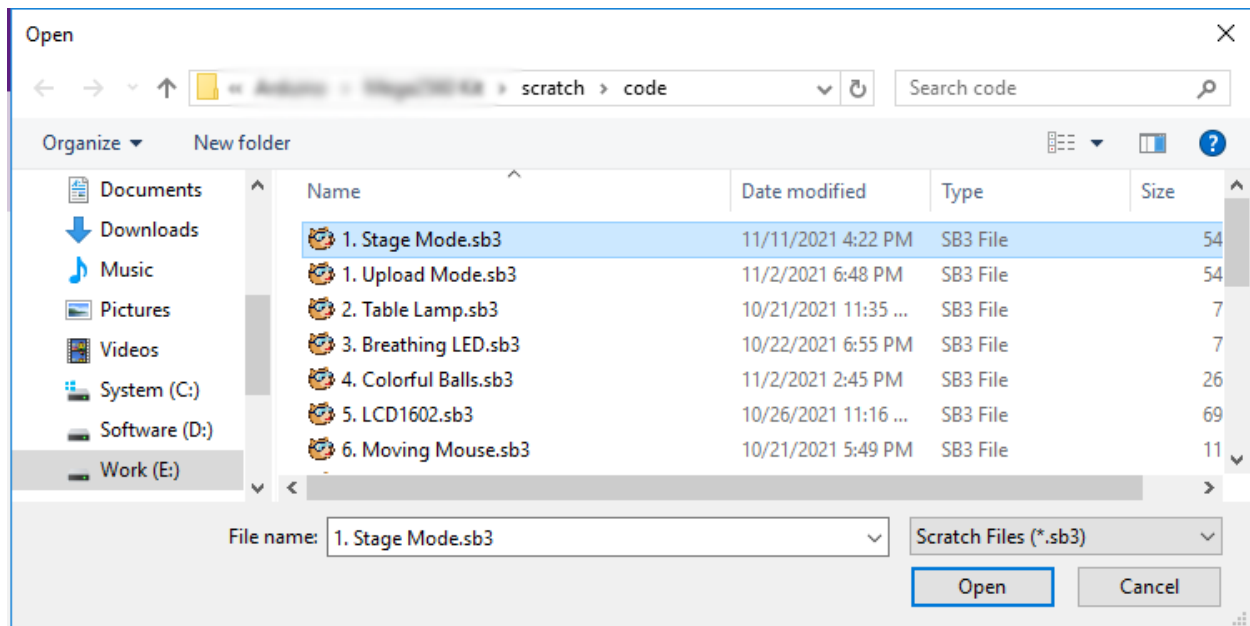 Open
« scratch › code Search code
Organize New folder
Name Date modified Type Size
Documents
Downloads
Music
Pictures
Videos
System (C:)
Software (D:)
Work (E:)
1. Stage Mode.sb3 11/11/2021 4:22 PM SB3 File 54
1. Upload Mode.sb3 11/2/2021 6:48 PM SB3 File 54
2. Table Lamp.sb3 10/21/2021 11:35 ... SB3 File 7
3. Breathing LED.sb3 10/22/2021 6:55 PM SB3 File 7
4. Colorful Balls.sb3 11/2/2021 2:45 PM SB3 File 26
5. LCD1602.sb3 10/26/2021 11:16 ... SB3 File 69
6. Moving Mouse.sb3 10/21/2021 5:49 PM SB3 File 11
File name: 1. Stage Mode.sb3 Scratch Files (*.sb3)
Open Cancel